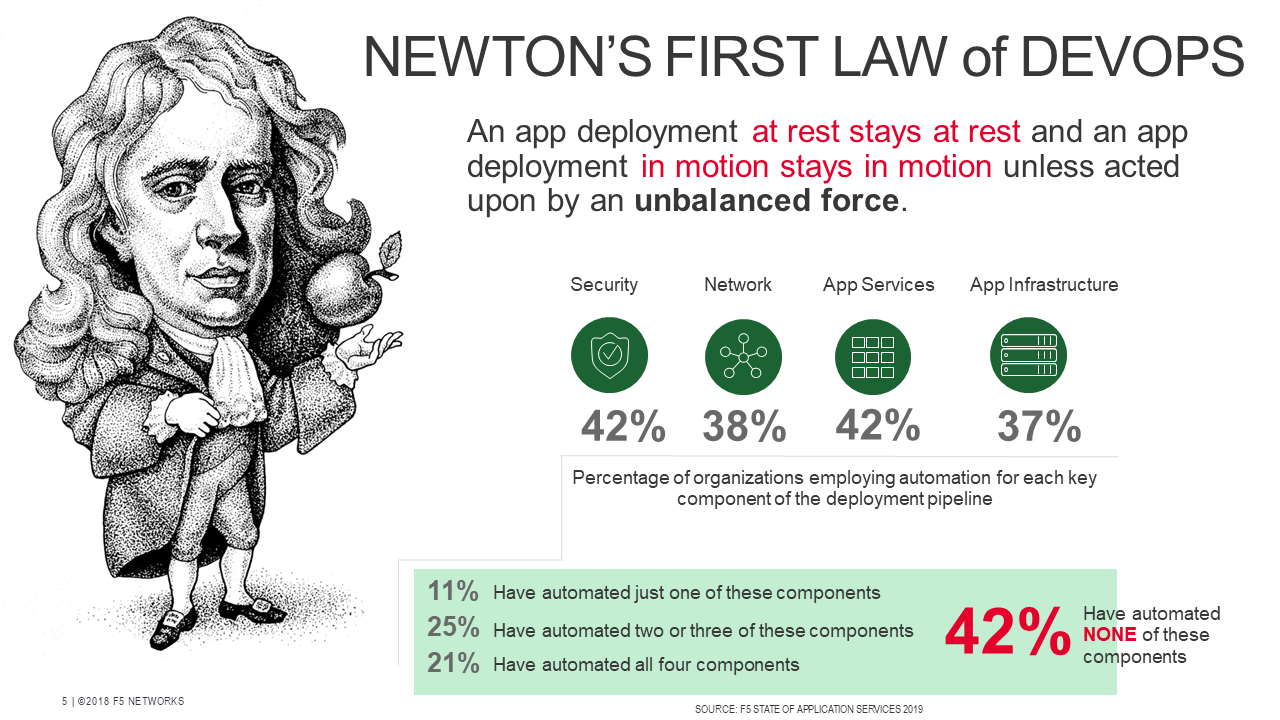 NEWTON'S FIRST LAW of DEVOPS
An app deployment at rest stays at rest and an app
deployment in motion stays in motion unless acted
upon by an unbalanced force.
Security Network App Services App Infrastructure
42% 38% 42% 37%
Percentage of organizations employing automation for each key
component of the deployment pipeline
11% Have automated just one of these components
25% Have automated two or three of these components
21% Have automated all four components
42% Have automated
NONE of these
components
5 | ©2018 F5 NETWORKS
SOURCE: F5 STATE OF APPLICATION SERVICES 2019